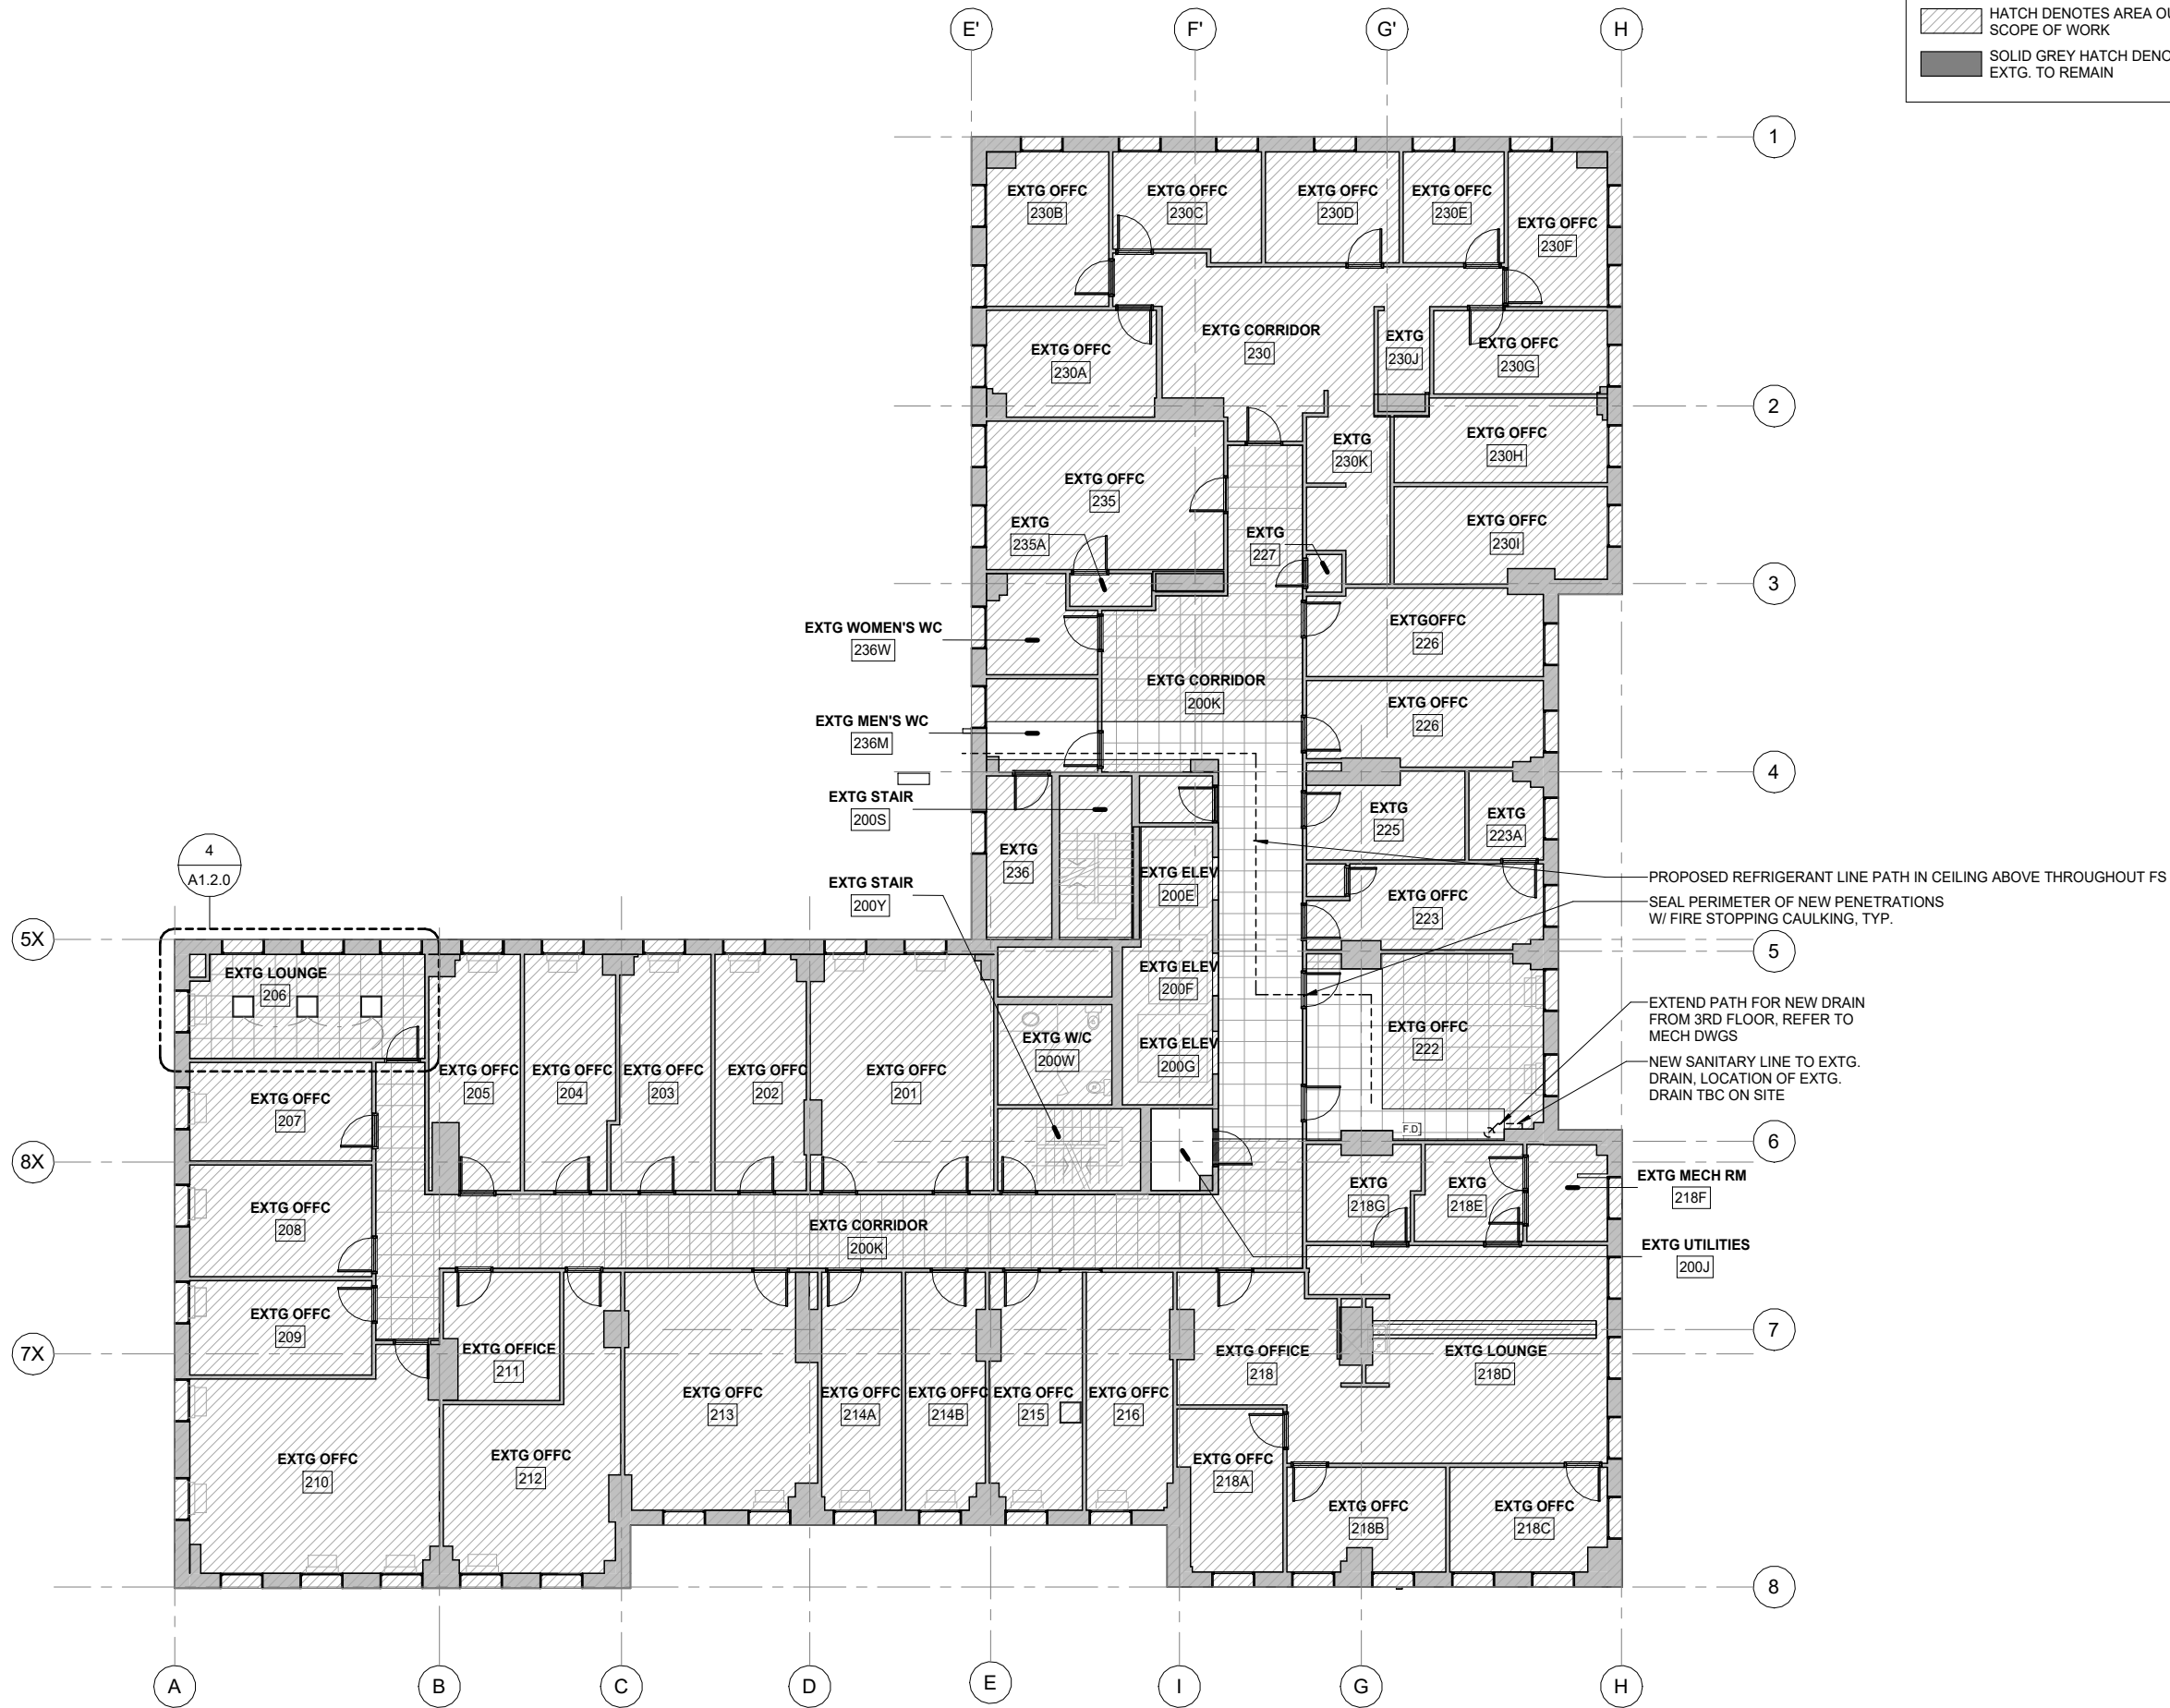 HATCH DENOTES AREA OU
SCOPE OF WORK
SOLID GREY HATCH DENO
EXTG. TO REMAIN
E'
F'
G'
H
1
EXTG OFFC
230B
EXTG OFFC
230C
EXTG OFFC
230D
EXTG OFFC
230E
EXTG OFFC
230F
EXTG CORRIDOR
230
EXTG
230J
EXTG OFFC
230G
EXTG OFFC
230A
2
EXTG
230K
EXTG OFFC
230H
EXTG OFFC
235
EXTG OFFC
230I
EXTG
235A
EXTG
227
3
EXTG WOMEN'S WC
236W
EXTGOFFC
226
EXTG CORRIDOR
200K
EXTG OFFC
226
EXTG MEN'S WC
236M
4
EXTG STAIR
200S
EXTG
225
EXTG
223A
EXTG
236
EXTG ELEV
200E
EXTG STAIR
200Y
EXTG OFFC
223
PROPOSED REFRIGERANT LINE PATH IN CEILING ABOVE THROUGHOUT FS
SEAL PERIMETER OF NEW PENETRATIONS
W/ FIRE STOPPING CAULKING, TYP.
4
A1.2.0
5X
5
EXTG LOUNGE
206
EXTG ELEV
200F
EXTG OFFC
222
EXTEND PATH FOR NEW DRAIN
FROM 3RD FLOOR, REFER TO
MECH DWGS
EXTG W/C
200W
EXTG ELEV
200G
NEW SANITARY LINE TO EXTG.
DRAIN, LOCATION OF EXTG.
DRAIN TBC ON SITE
EXTG OFFC
205
EXTG OFFC
204
EXTG OFFC
203
EXTG OFFC
202
EXTG OFFC
201
EXTG OFFC
207
F.D
6
8X
EXTG
218G
EXTG
218E
EXTG MECH RM
218F
EXTG OFFC
208
EXTG CORRIDOR
200K
EXTG UTILITIES
200J
EXTG OFFC
209
7
7X
EXTG OFFICE
211
EXTG OFFICE
218
EXTG LOUNGE
218D
EXTG OFFC
213
EXTG OFFC
214A
EXTG OFFC
214B
EXTG OFFC
215
EXTG OFFC
216
EXTG OFFC
210
EXTG OFFC
212
EXTG OFFC
218A
EXTG OFFC
218B
EXTG OFFC
218C
8
A
B
C
D
E
I
G
H